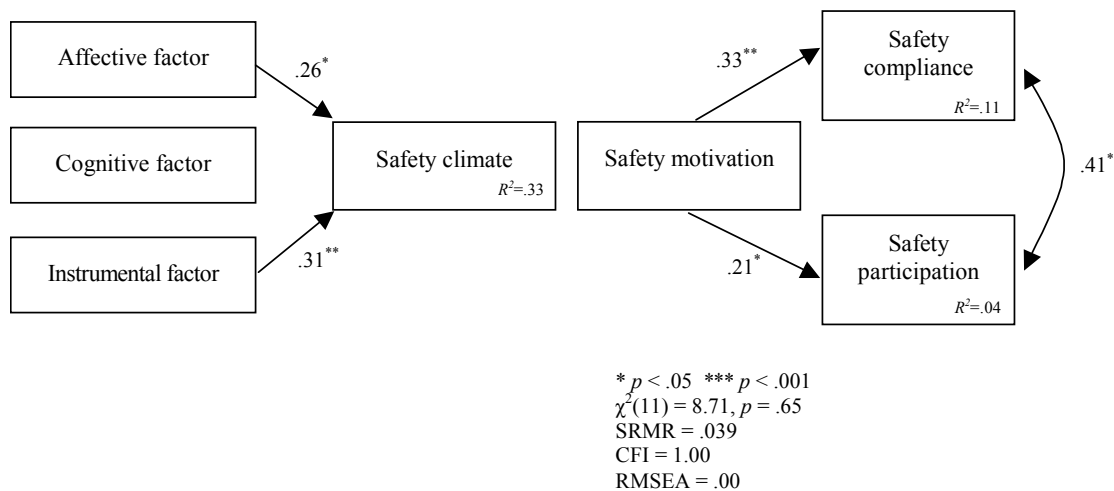 Affective factor
.26*
Cognitive factor
Instrumental factor
.31**
Safety climate
R²=.33
Safety motivation
.33**
.21*
Safety
compliance
R²=.11
Safety
participation
R²=.04
.41*
* p < .05 *** p < .001
χ²(11) = 8.71, p = .65
SRMR = .039
CFI = 1.00
RMSEA = .00